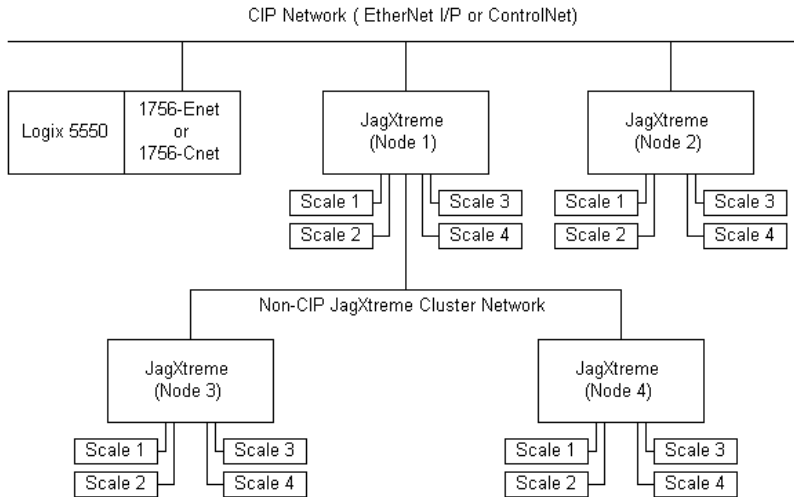 CIP Network ( EtherNet I/P or ControlNet)
Logix 5550
1756-Enet
or
1756-Cnet
JagXtreme
(Node 1)
JagXtreme
(Node 2)
Scale 1
Scale 3
Scale 2
Scale 4
Scale 1
Scale 3
Scale 2
Scale 4
Non-CIP JagXtreme Cluster Network
JagXtreme
(Node 3)
JagXtreme
(Node 4)
Scale 1
Scale 3
Scale 2
Scale 4
Scale 1
Scale 3
Scale 2
Scale 4